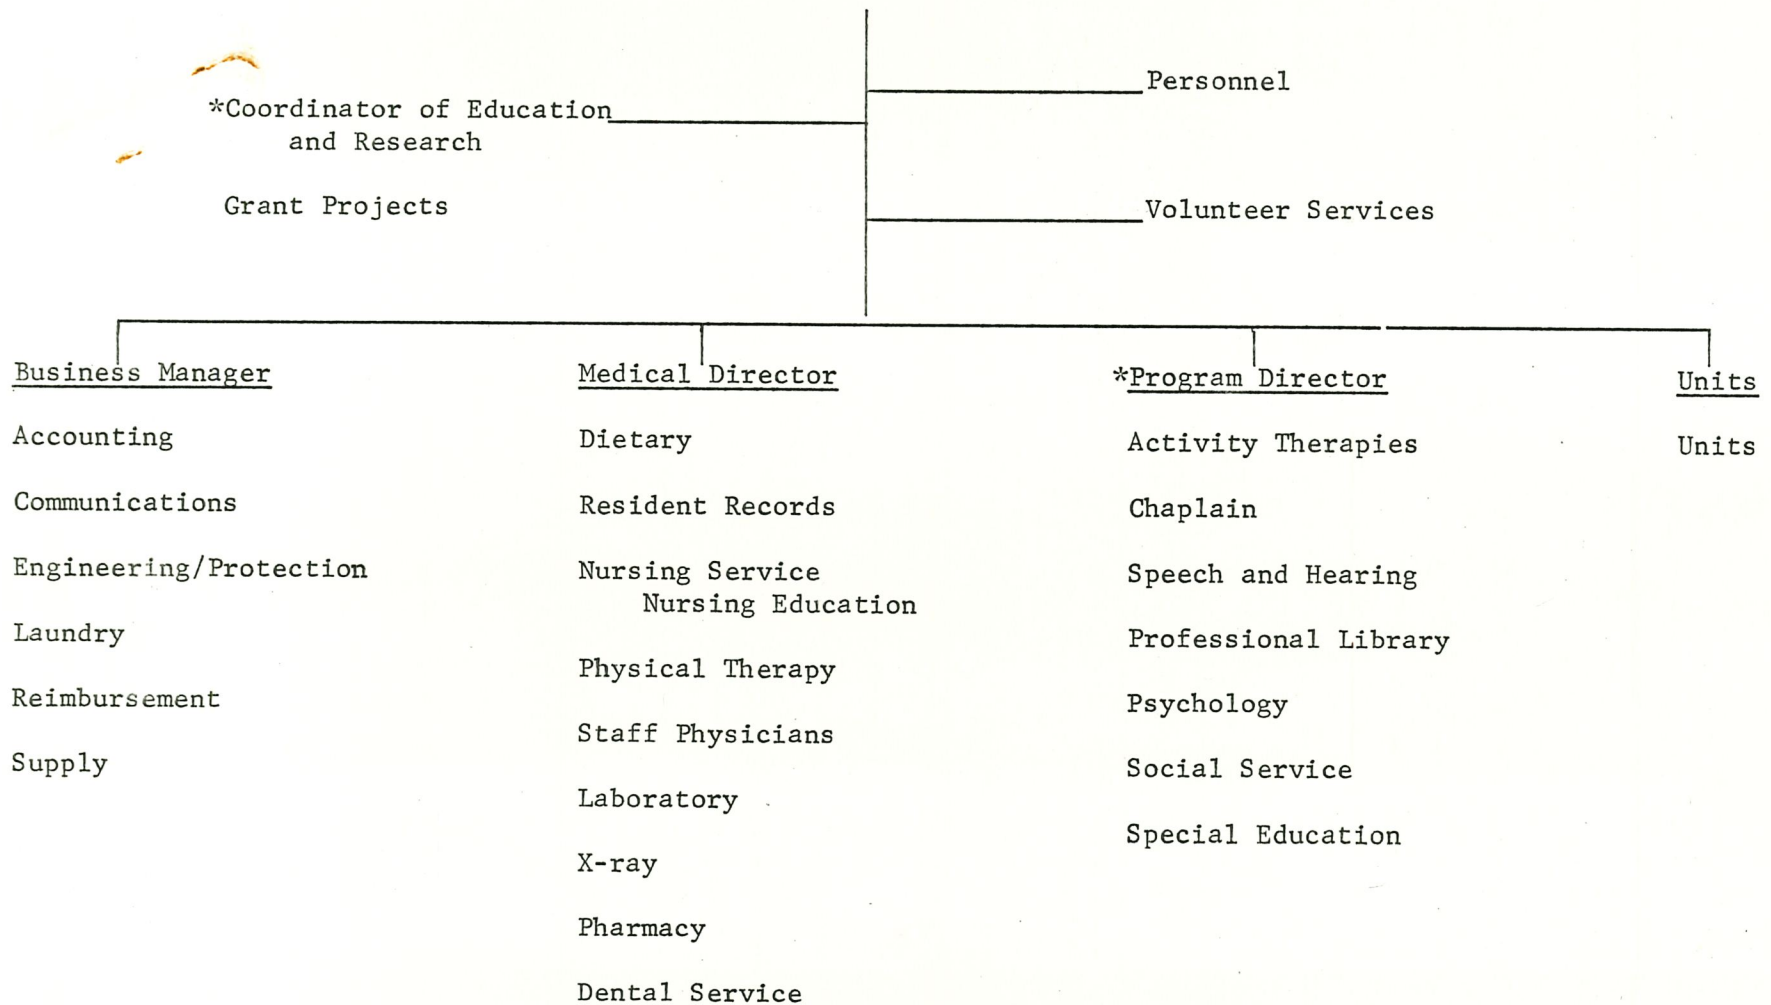 Personnel
*Coordinator of Education
and Research
Grant Projects
Volunteer Services
Business Manager
Accounting
Communications
Engineering/Protection
Laundry
Reimbursement
Supply
Medical Director
Dietary
Resident Records
Nursing Service
Nursing Education
Physical Therapy
Staff Physicians
Laboratory
X-ray
Pharmacy
Dental Service
*Program Director
Activity Therapies
Chaplain
Speech and Hearing
Professional Library
Psychology
Social Service
Special Education
Units
Units